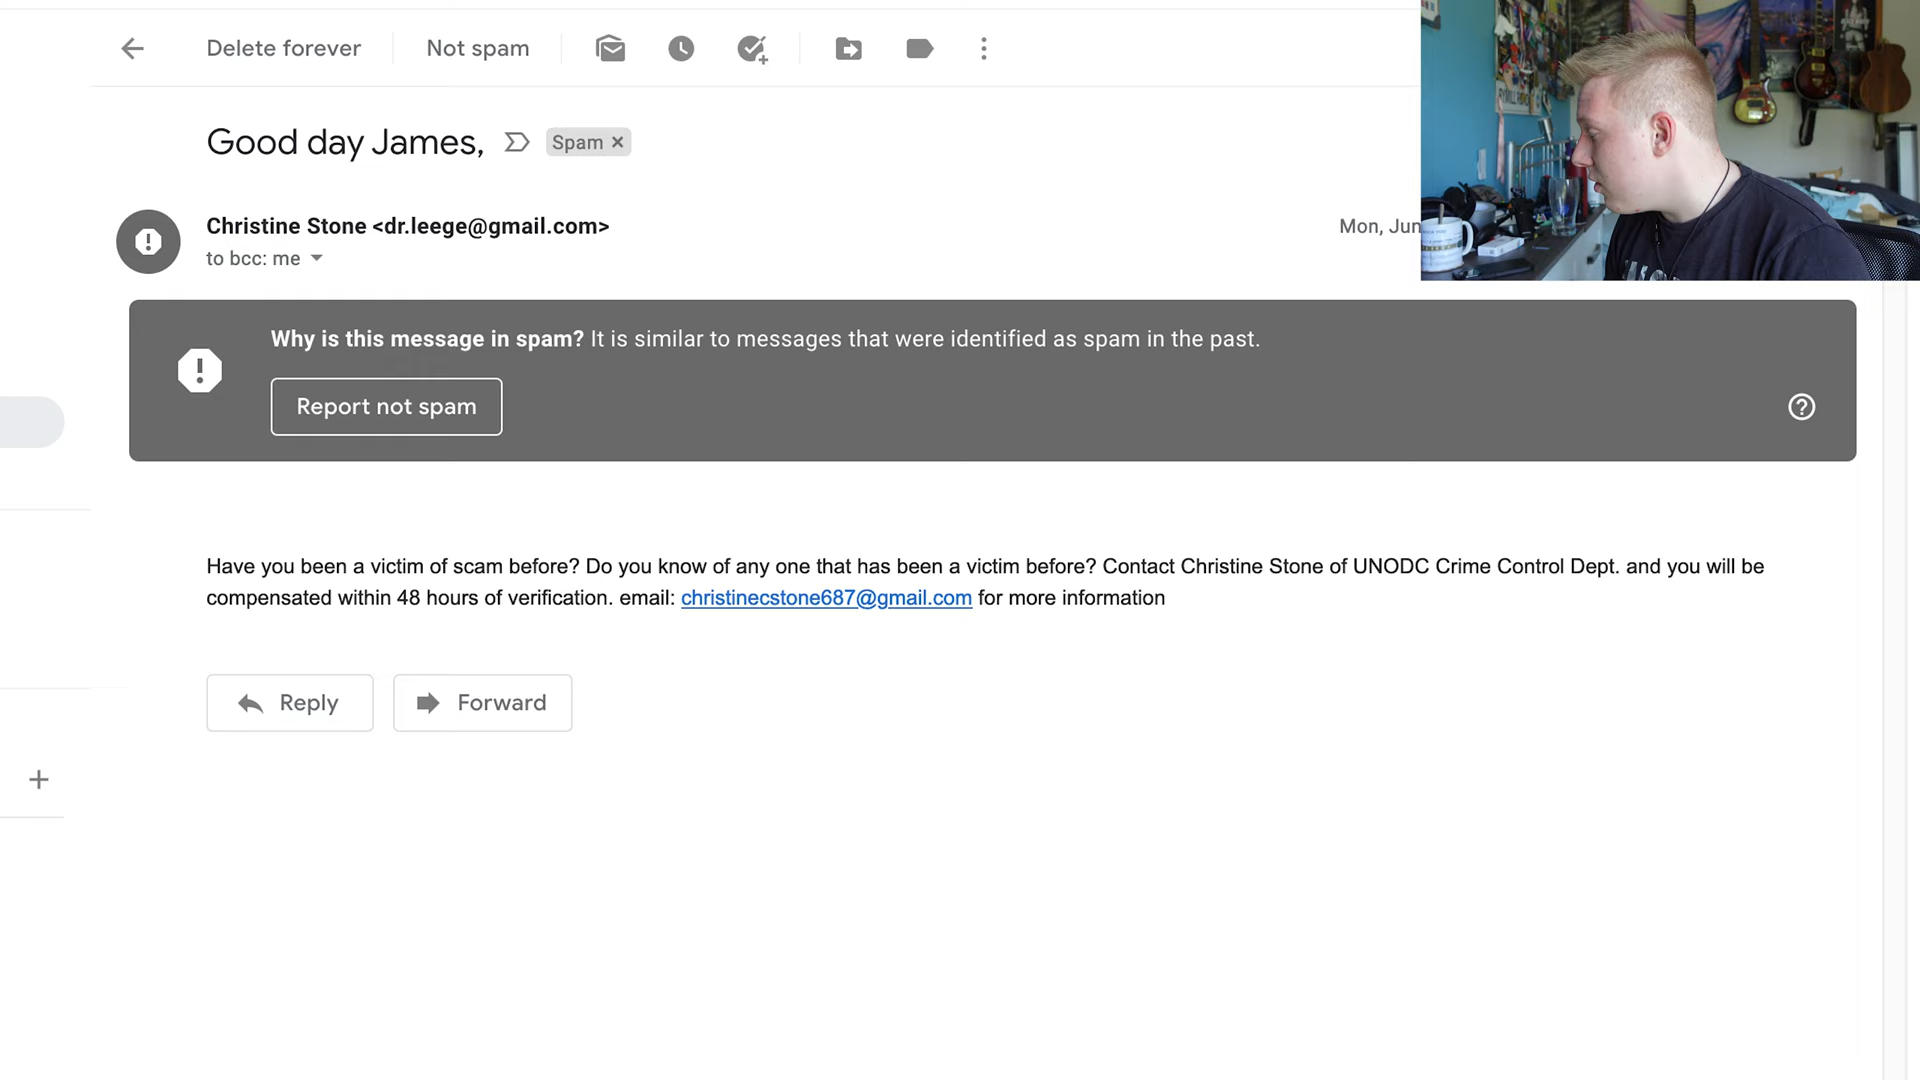 Delete forever
Not spam
Good day James,
Spam ×
Christine Stone <dr.leege@gmail.com>
Mon, Jun
to bcc: me
Why is this message in spam? It is similar to messages that were identified as spam in the past.
Report not spam
Have you been a victim of scam before? Do you know of any one that has been a victim before? Contact Christine Stone of UNODC Crime Control Dept. and you will be
compensated within 48 hours of verification. email: christinecstone687@gmail.com for more information
Reply
Forward